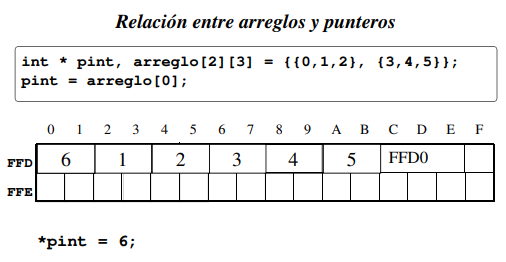 Relación entre arreglos y punteros
int * pint, arreglo[2][3] = {{0,1,2}, {3,4,5}};
pint = arreglo[0];
0 1 2 3 4 5 6 7 8 9 A B C D E F
FFD 6 1 2 3 4 5 FFD0
FFE
*pint = 6;